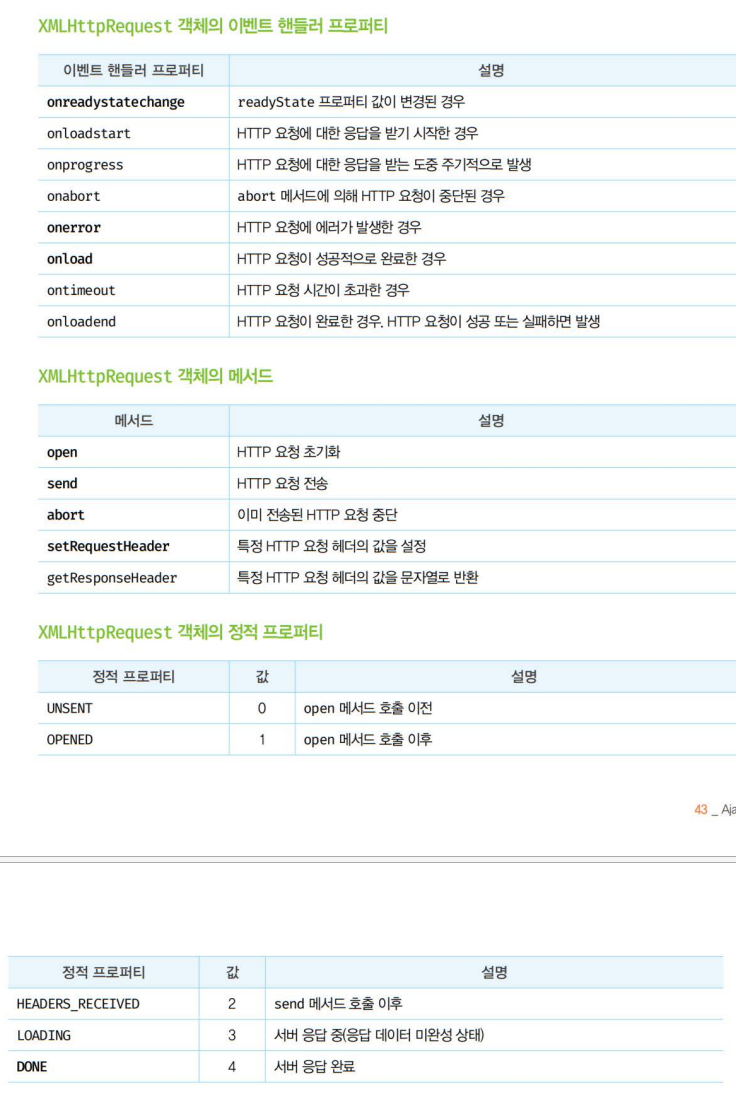 XMLHttpRequest 객체의 이벤트 핸들러 프로퍼티
이벤트 핸들러 프로퍼티 설명
onreadystatechange readyState 프로퍼티 값이 변경된 경우
onloadstart HTTP 요청에 대한 응답을 받기 시작한 경우
onprogress HTTP 요청에 대한 응답을 받는 도중 주기적으로 발생
onabort abort 메서드에 의해 HTTP 요청이 중단된 경우
onerror HTTP 요청에 에러가 발생한 경우
onload HTTP 요청이 성공적으로 완료한 경우
ontimeout HTTP 요청 시간이 초과한 경우
onloadend HTTP 요청이 완료한 경우. HTTP 요청이 성공 또는 실패하면 발생
XMLHttpRequest 객체의 메서드
메서드 설명
open HTTP 요청 초기화
send HTTP 요청 전송
abort 이미 전송된 HTTP 요청 중단
setRequestHeader 특정 HTTP 요청 헤더의 값을 설정
getResponseHeader 특정 HTTP 요청 헤더의 값을 문자열로 반환
XMLHttpRequest 객체의 정적 프로퍼티
정적 프로퍼티 값 설명
UNSENT 0 open 메서드 호출 이전
OPENED 1 open 메서드 호출 이후
43 _ Aja
정적 프로퍼티 값 설명
HEADERS_RECEIVED 2 send 메서드 호출 이후
LOADING 3 서버 응답 중(응답 데이터 미완성 상태)
DONE 4 서버 응답 완료